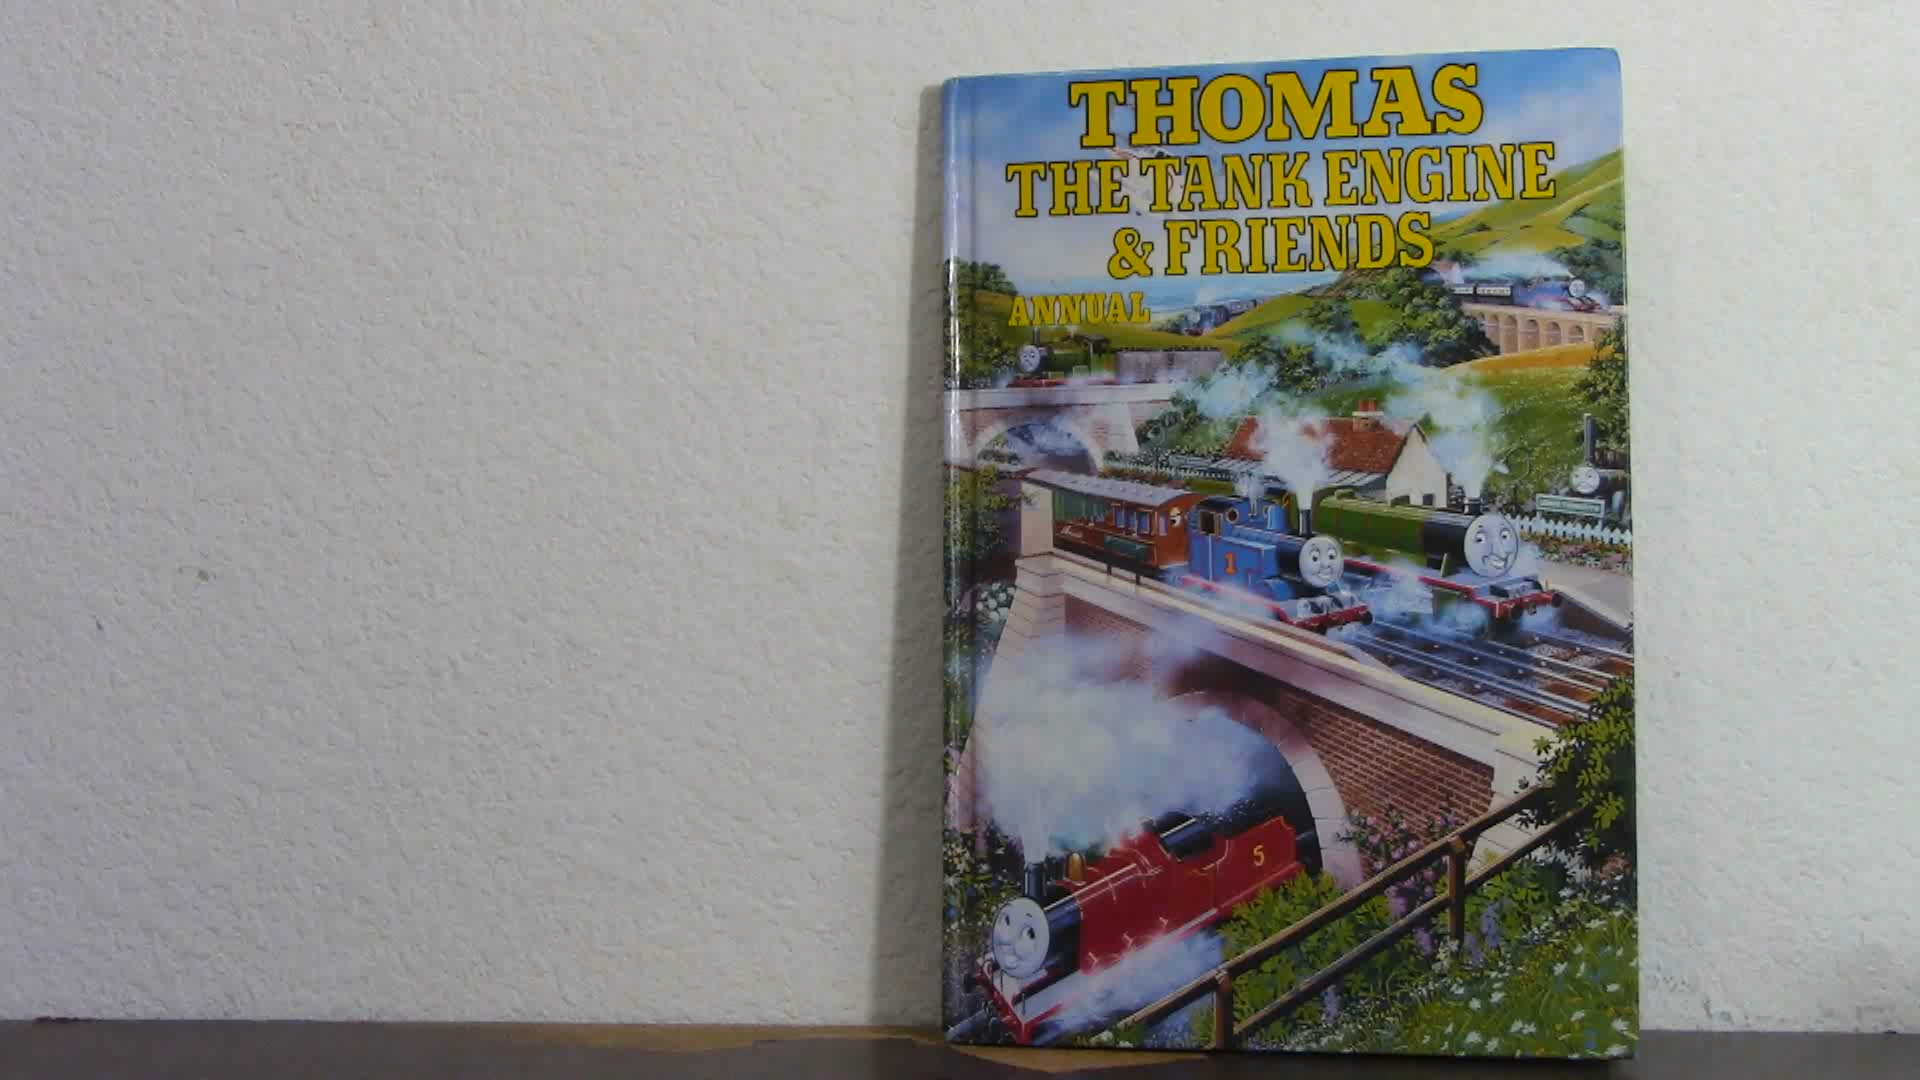 THOMAS
THE TANK ENGINE
& FRIENDS
ANNUAL
1
5